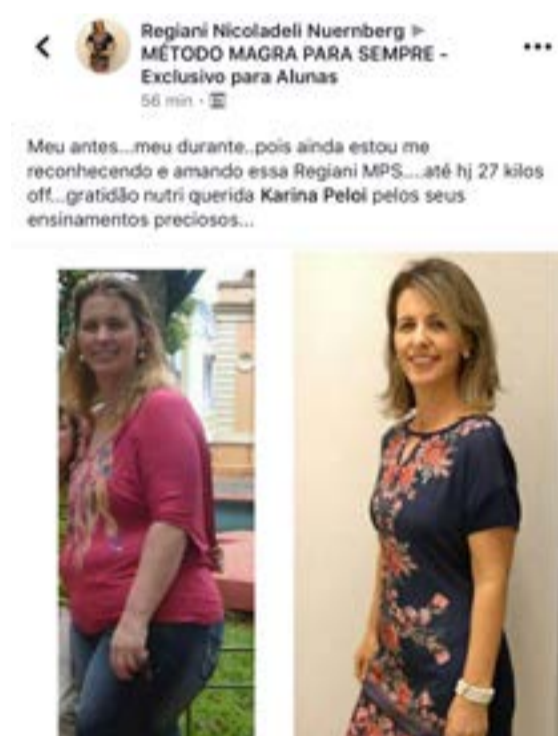 Regiani Nicoladeli Nuernberg ▶
MÉTODO MAGRA PARA SEMPRE -
Exclusivo para Alunas
56 min ·
Meu antes...meu durante..pois ainda estou me
reconhecendo e amando essa Regiani MPS....até hj 27 kilos
off...gratidão nutri querida Karina Peloi pelos seus
ensinamentos preciosos...